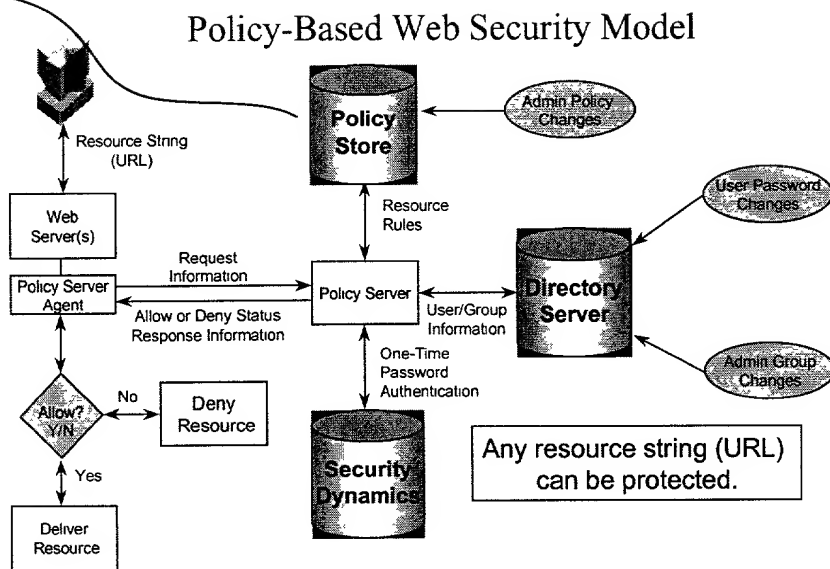 Policy-Based Web Security Model
Resource String
(URL)
Policy
Store
Admin Policy
Changes
Web
Server(s)
Resource
Rules
User Password
Changes
Request
Information
Policy Server
Agent
Policy Server
Directory
Server
Allow or Deny Status
Response Information
User/Group
Information
One-Time
Password
Authentication
Admin Group
Changes
Allow?
Y/N
No
Deny
Resource
Yes
Security
Dynamics
Any resource string (URL)
can be protected.
Deliver
Resource